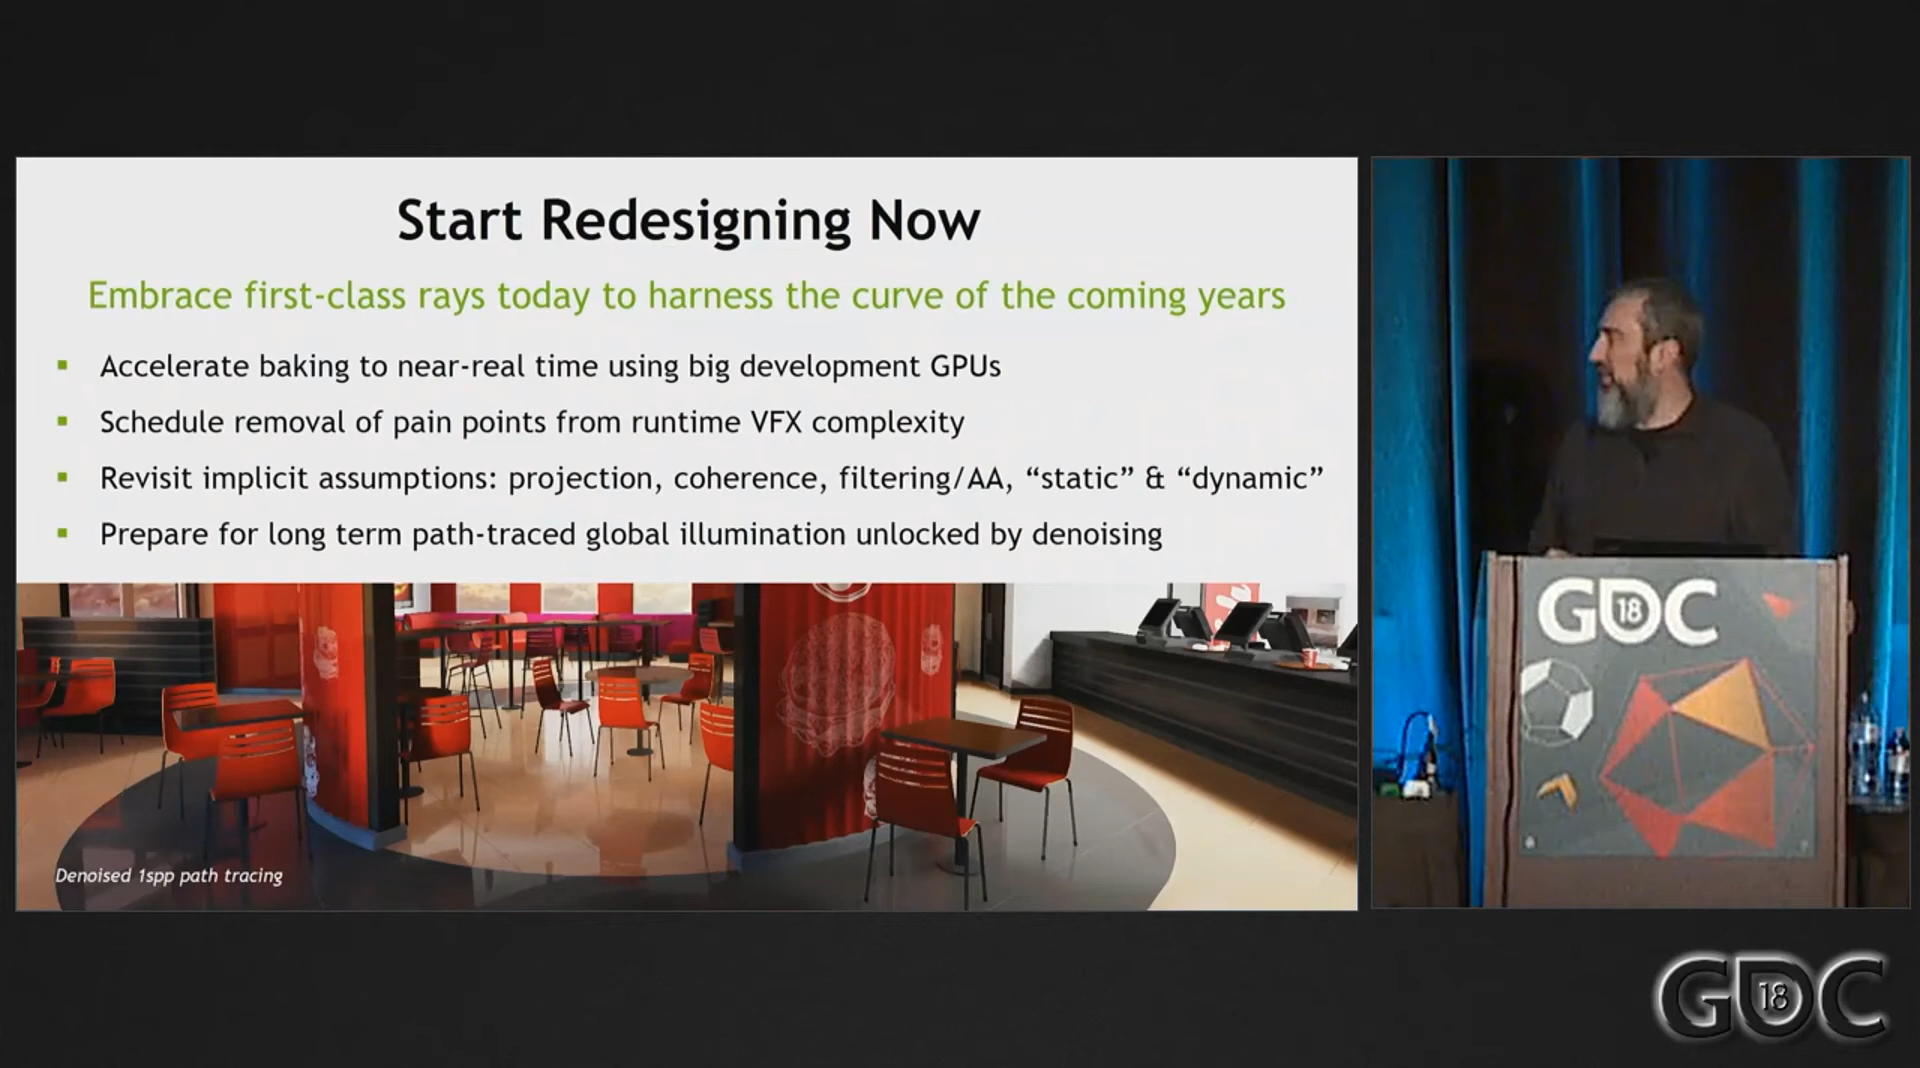 Start Redesigning Now
Embrace first-class rays today to harness the curve of the coming years
▪ Accelerate baking to near-real time using big development GPUs
▪ Schedule removal of pain points from runtime VFX complexity
▪ Revisit implicit assumptions: projection, coherence, filtering/AA, “static” & “dynamic”
▪ Prepare for long term path-traced global illumination unlocked by denoising
Denoised 1spp path tracing
GDC 18
GDC 18